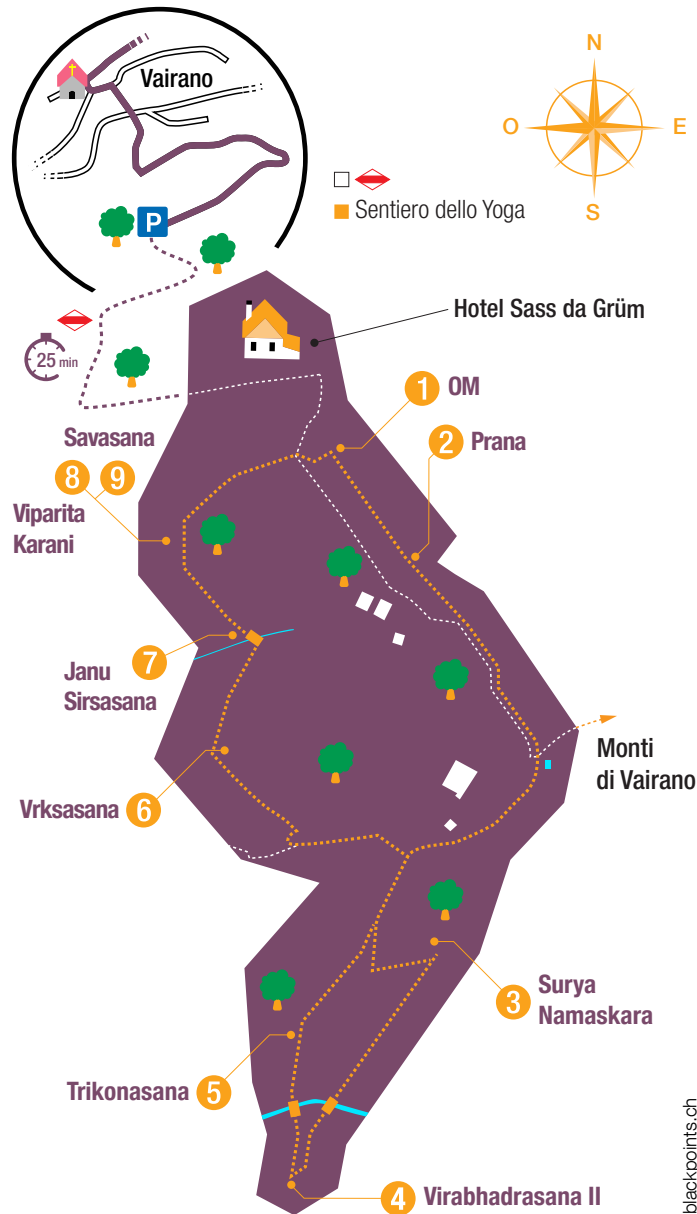 Vairano
N
O
E
S
P
Sentiero dello Yoga
Hotel Sass da Grüm
25 min
1 OM
2 Prana
Savasana
8 9
Viparita
Karani
7
Janu
Sirsasana
Monti
di Vairano
Vrksasana 6
3 Surya
Namaskara
Trikonasana 5
4 Virabhadrasana II
blackpoints.ch